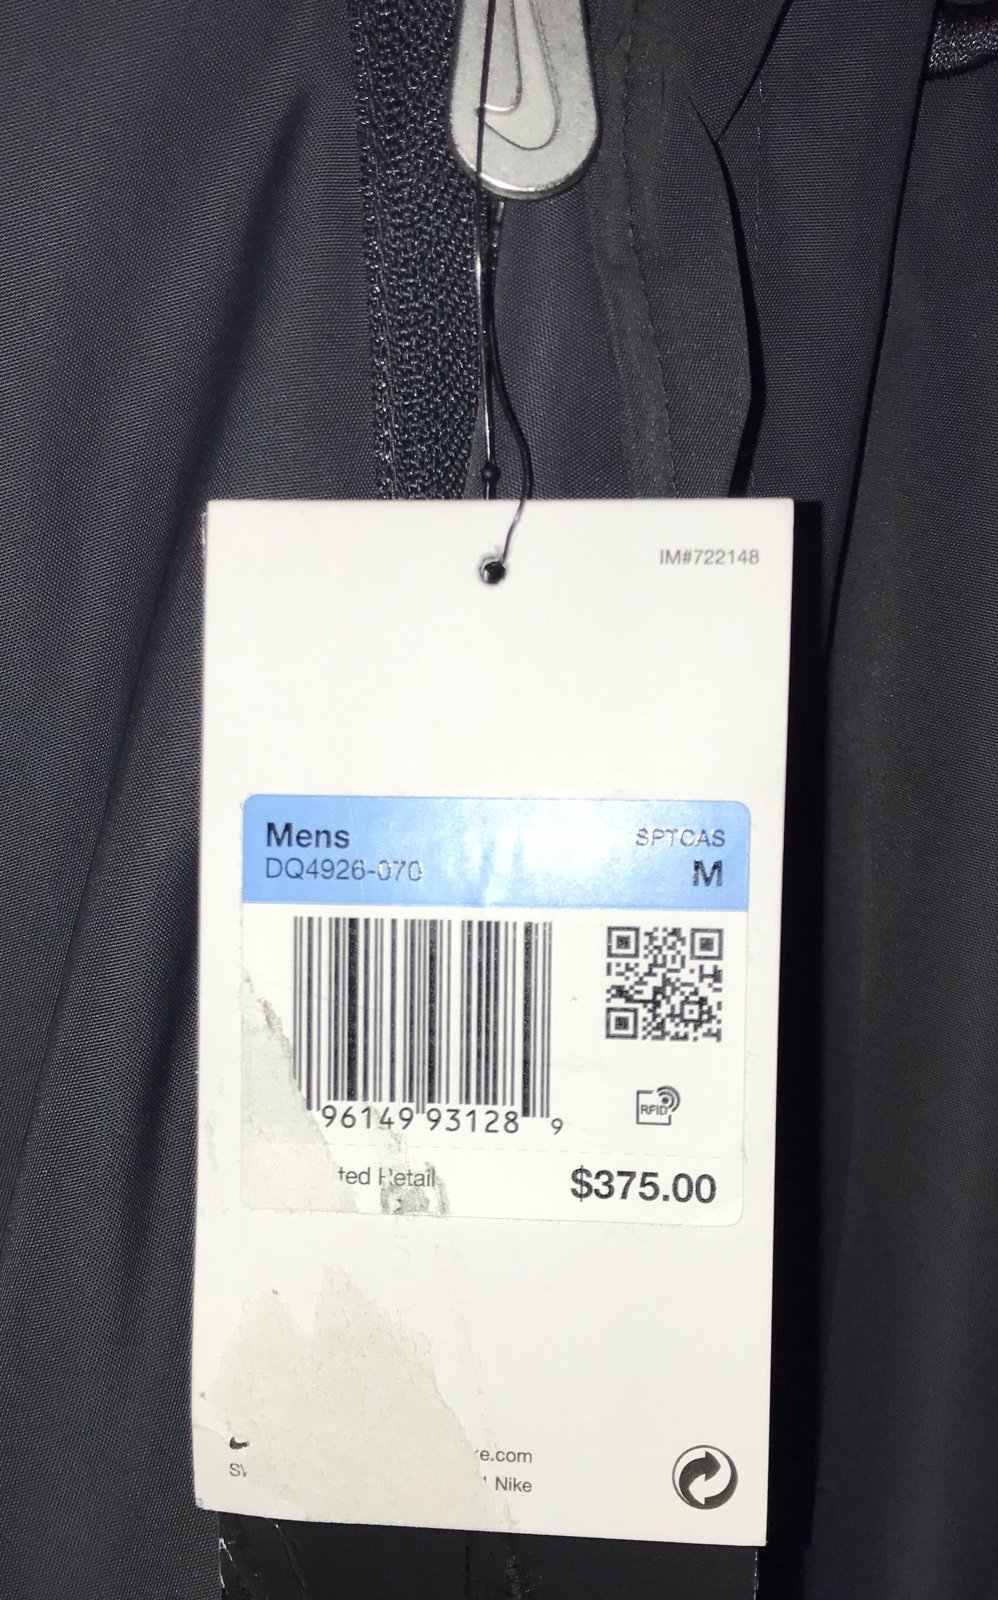 IM#722148
Mens
SPTCAS
DQ4926-070
M
96149 93128 9
RFID
ted Retail
$375.00
re.com
Nike